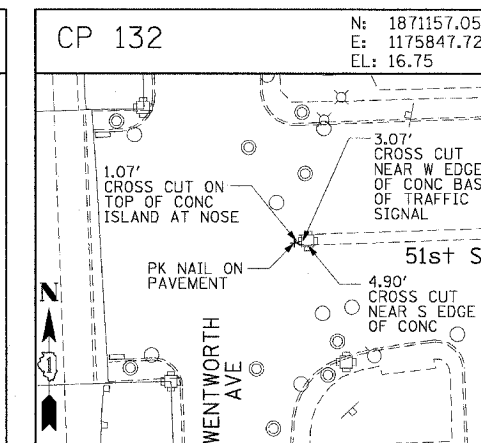 CP 132
N: 1871157.05
E: 1175847.72
EL: 16.75
3.07'
CROSS CUT
NEAR W EDGE
OF CONC BAS
OF TRAFFIC
SIGNAL
1.07'
CROSS CUT ON
TOP OF CONC
ISLAND AT NOSE
PK NAIL ON
PAVEMENT
51st S
4.90'
CROSS CUT
NEAR S EDGE
OF CONC
N
1
WENTWORTH
AVE